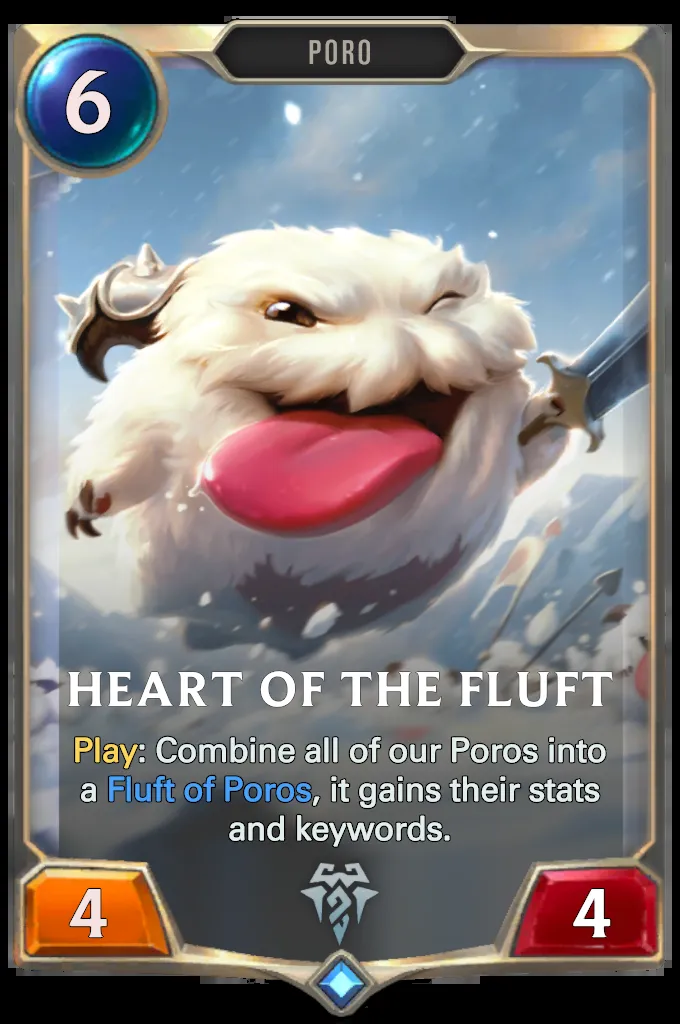 PORO
6
HEART OF THE FLUFT
Play: Combine all of our Poros into
a Fluft of Poros, it gains their stats
and keywords.
4
4